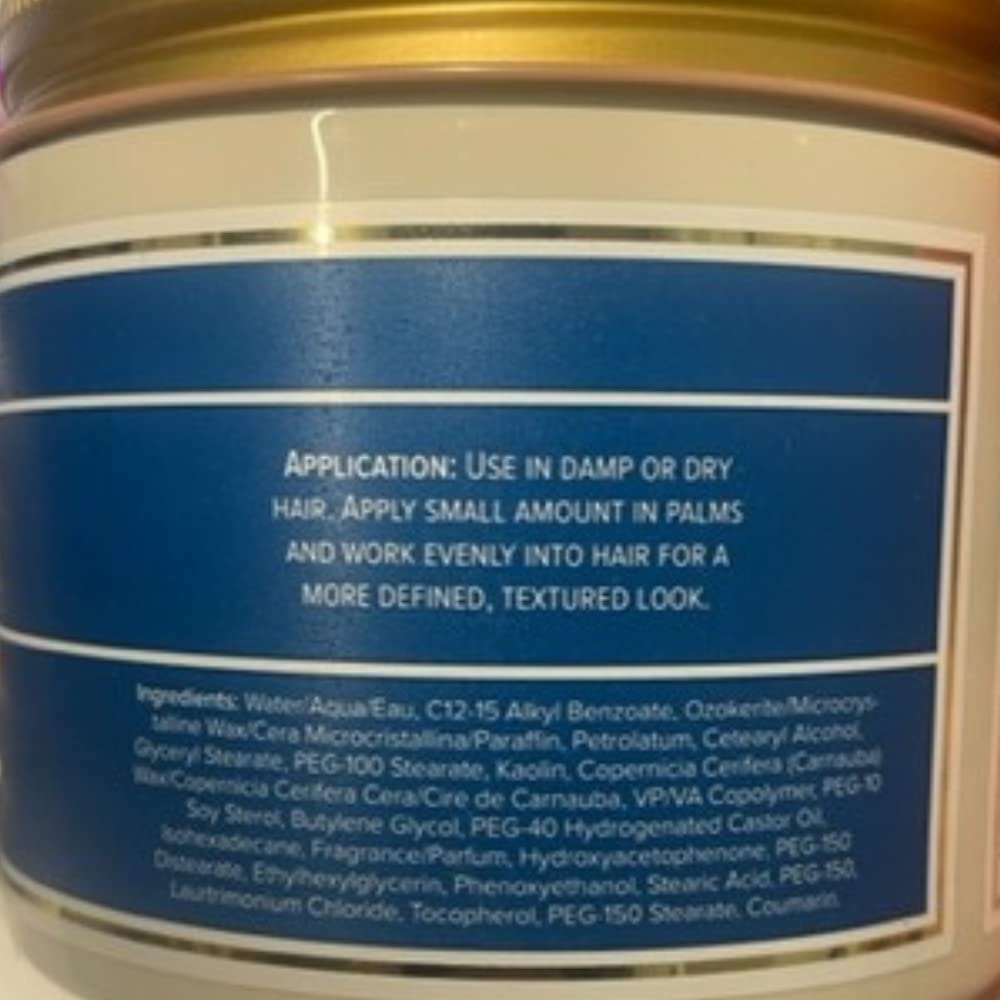 APPLICATION: USE IN DAMP OR DRY
HAIR. APPLY SMALL AMOUNT IN PALMS
AND WORK EVENLY INTO HAIR FOR A
MORE DEFINED, TEXTURED LOOK.
Ingredients: Water/Aqua/Eau, C12-15 Alkyl Benzoate, Ozokerite/Microcrys-
talline Wax/Cera Microcristallina/Paraffin, Petrolatum, Cetearyl Alcohol,
Glyceryl Stearate, PEG-100 Stearate, Kaolin, Copernicia Cerifera (Carnauba)
Wax/Copernicia Cerifera Cera/Cire de Carnauba, VP/VA Copolymer, PEG-10
Soy Sterol, Butylene Glycol, PEG-40 Hydrogenated Castor Oil,
Isohexadecane, Fragrance/Parfum, Hydroxyacetophenone, PEG-150
Distearate, Ethylhexylglycerin, Phenoxyethanol, Stearic Acid, PEG-150,
Laurtrimonium Chloride, Tocopherol, PEG-150 Stearate, Coumarin.